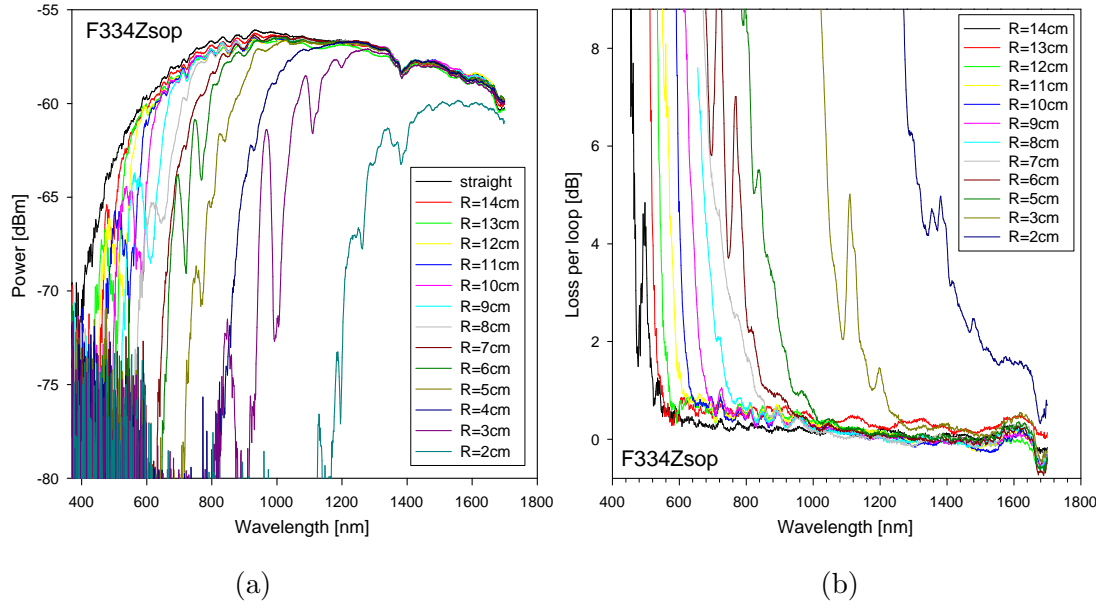 F334Zsop
Power [dBm]
-55
-60
-65
-70
-75
-80
400 600 800 1000 1200 1400 1600 1800
Wavelength [nm]
straight
R=14cm
R=13cm
R=12cm
R=11cm
R=10cm
R=9cm
R=8cm
R=7cm
R=6cm
R=5cm
R=4cm
R=3cm
R=2cm
(a)
Loss per loop [dB]
8
6
4
2
0
400 600 800 1000 1200 1400 1600 1800
Wavelength [nm]
R=14cm
R=13cm
R=12cm
R=11cm
R=10cm
R=9cm
R=8cm
R=7cm
R=6cm
R=5cm
R=3cm
R=2cm
F334Zsop
(b)